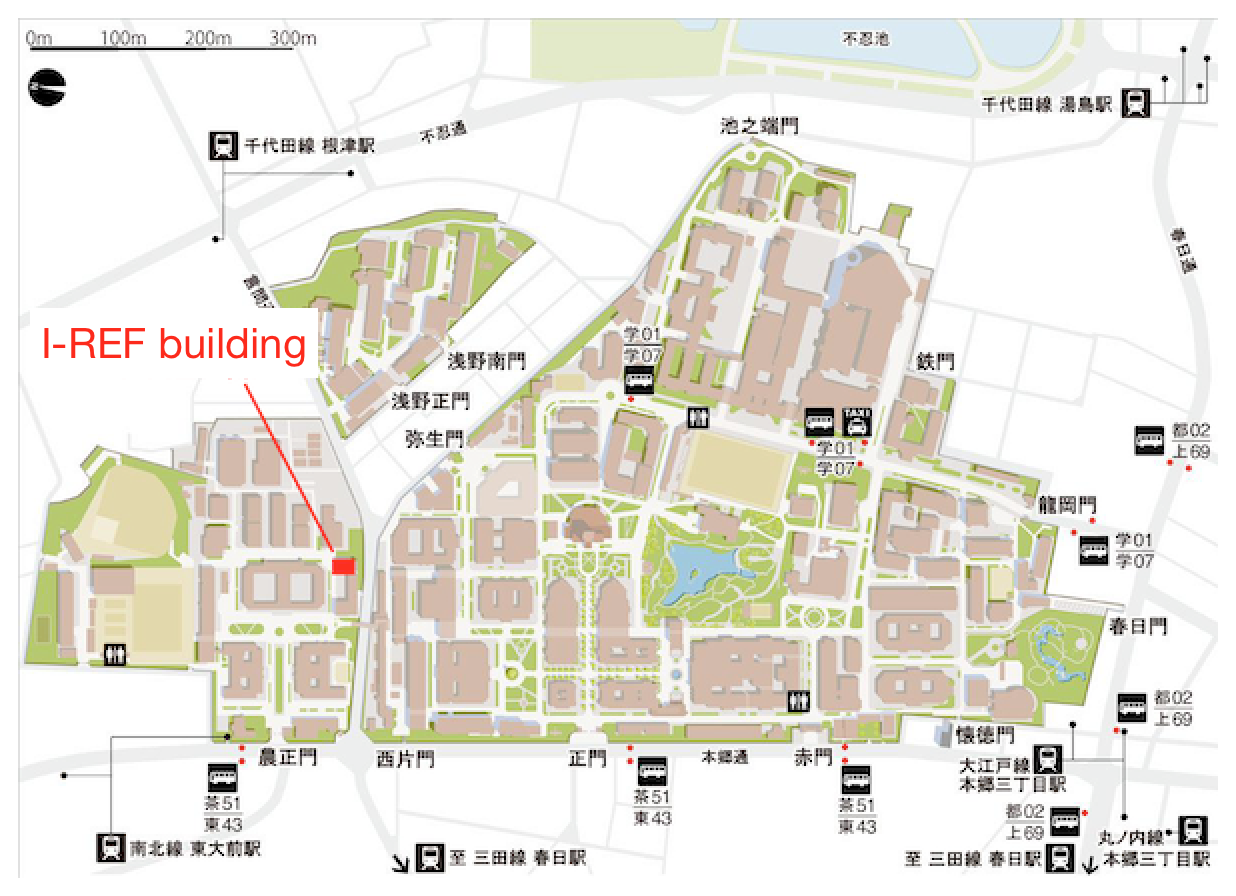 0m 100m 200m 300m
不忍池
千代田線 湯島駅
池之端門
不忍通
千代田線 根津駅
春日通
言問
I-REF building
学01
学07
浅野南門
鉄門
浅野正門
弥生門
TAXI
学01
学07
都02
上69
龍岡門
学01
学07
春日門
都02
上69
農正門
西片門
正門
本郷通
赤門
懐徳門
大江戸線
本郷三丁目駅
茶51
東43
茶51
東43
茶51
東43
都02
上69
丸ノ内線
本郷三丁目駅
南北線 東大前駅
至 三田線 春日駅
至 三田線 春日駅